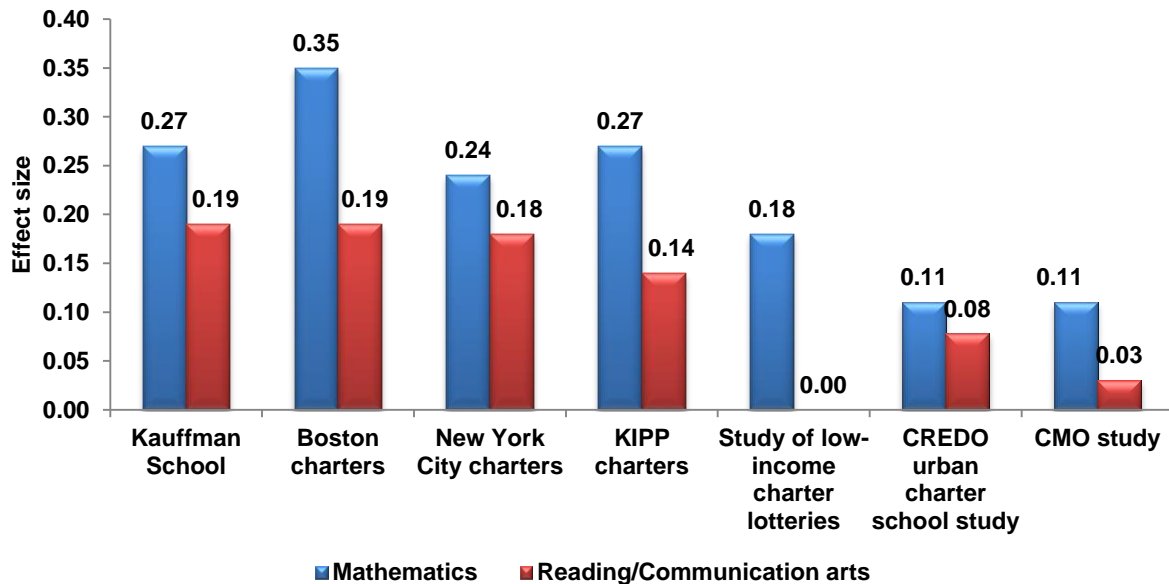 0.40
0.35
0.30
0.25
0.20
0.15
0.10
0.05
0.00
Effect size
0.27
0.19
0.35
0.19
0.24
0.18
0.27
0.14
0.18
0.00
0.11
0.08
0.11
0.03
Kauffman
School
Boston
charters
New York
City charters
KIPP
charters
Study of low-
income
charter
lotteries
CREDO
urban
charter
school study
CMO study
Mathematics
Reading/Communication arts